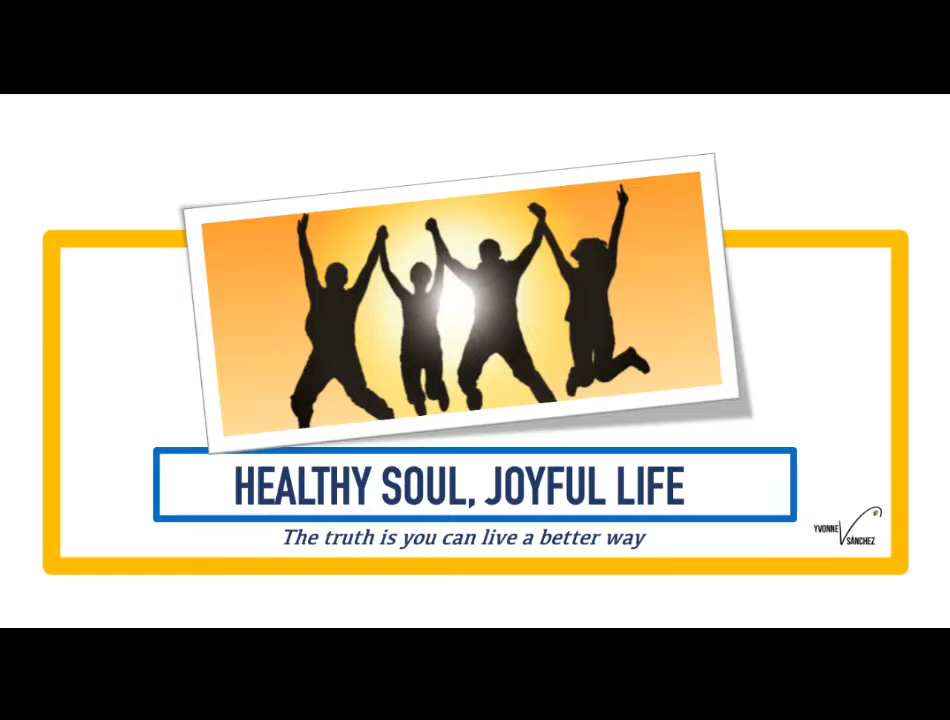 HEALTHY SOUL, JOYFUL LIFE
The truth is you can live a better way
YVONNE
SÁNCHEZ